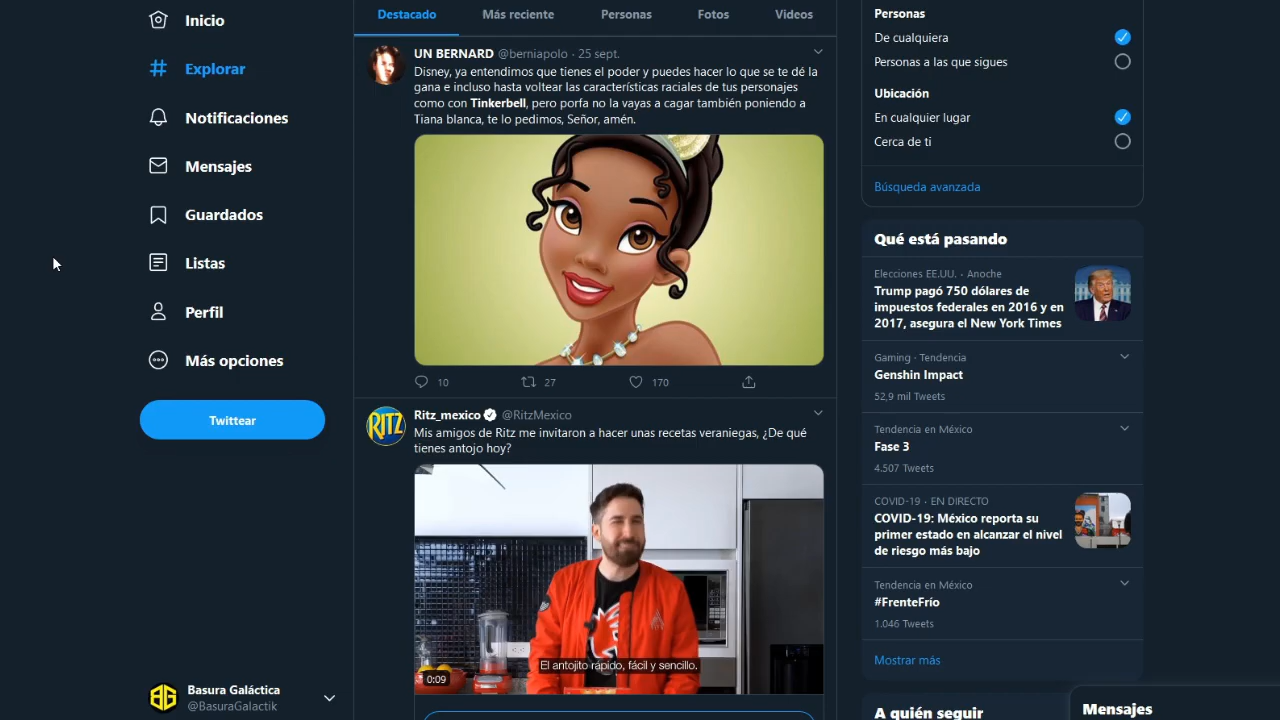 Inicio
Explorar
Notificaciones
Mensajes
Guardados
Listas
Perfil
Más opciones
Twittear
Basura Galáctica
@BasuraGalactik
Destacado
Más reciente
Personas
Fotos
Videos
UN BERNARD @berniapolo · 25 sept.
Disney, ya entendimos que tienes el poder y puedes hacer lo que se te dé la
gana e incluso hasta voltear las características raciales de tus personajes
como con Tinkerbell, pero porfa no la vayas a cagar también poniendo a
Tiana blanca, te lo pedimos, Señor, amén.
10
27
170
RITZ
Ritz_mexico @RitzMexico
Mis amigos de Ritz me invitaron a hacer unas recetas veraniegas, ¿De qué
tienes antojo hoy?
El antojito rápido, fácil y sencillo.
0:09
Personas
De cualquiera
Personas a las que sigues
Ubicación
En cualquier lugar
Cerca de ti
Búsqueda avanzada
Qué está pasando
Elecciones EE.UU. · Anoche
Trump pagó 750 dólares de
impuestos federales en 2016 y en
2017, asegura el New York Times
Gaming · Tendencia
Genshin Impact
52,9 mil Tweets
Tendencia en México
Fase 3
4.507 Tweets
COVID-19 · EN DIRECTO
COVID-19: México reporta su
primer estado en alcanzar el nivel
de riesgo más bajo
Tendencia en México
#FrenteFrío
1.046 Tweets
Mostrar más
A quién seguir
Mensajes